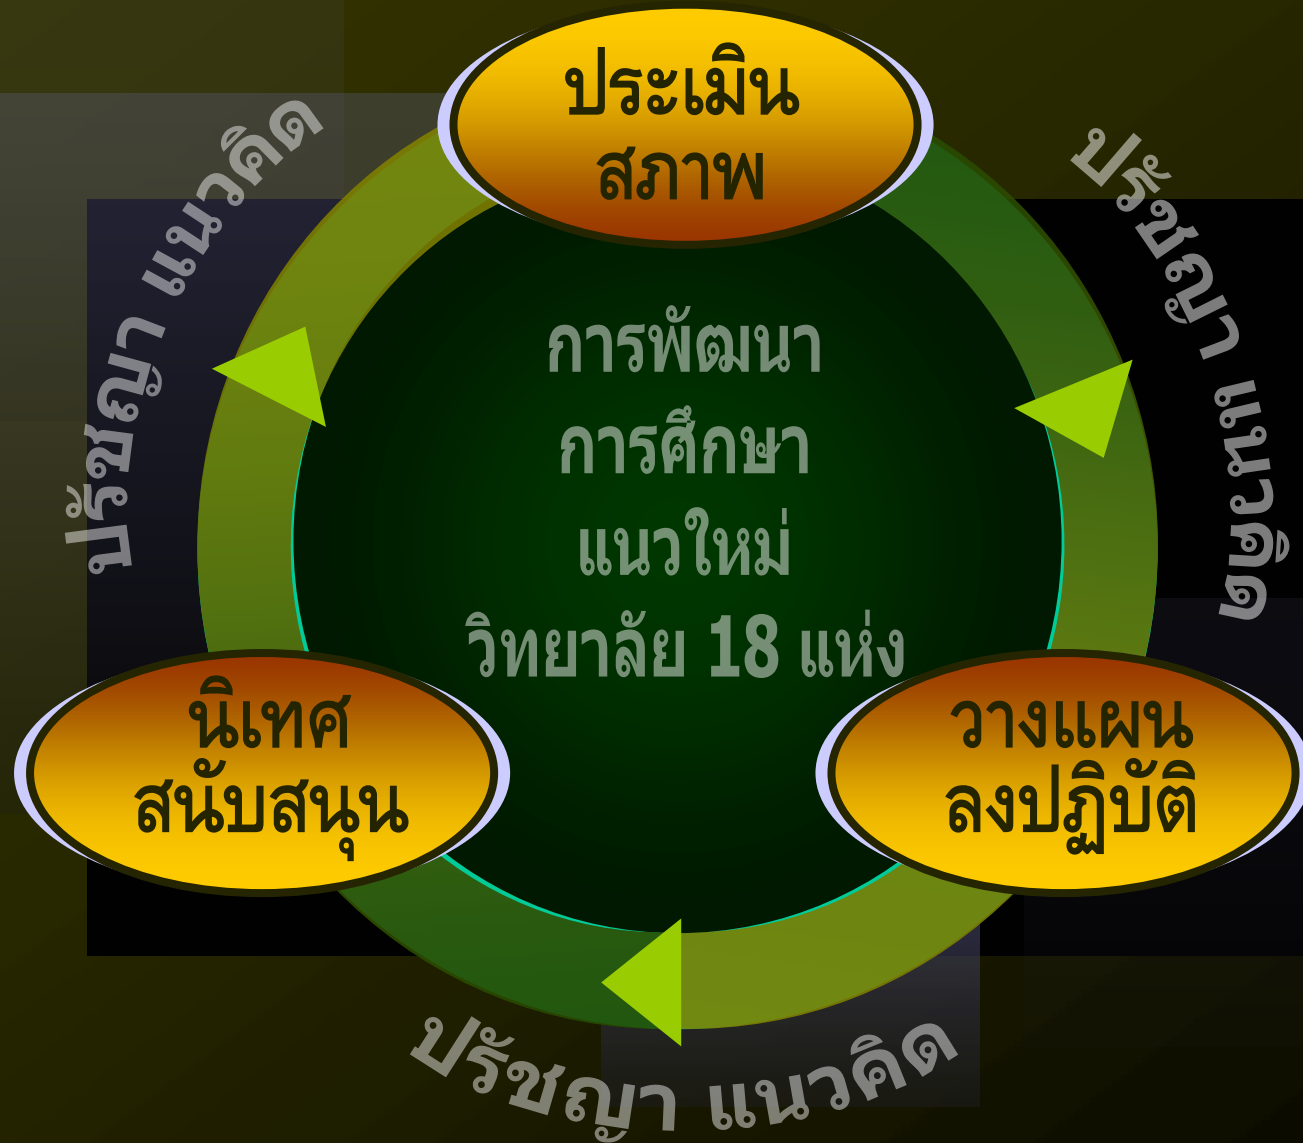 ประเมิน
สภาพ
ปรัชญา แนวคิด
ปรัชญา แนวคิด
การพัฒนา
การศึกษา
แนวใหม่
วิทยาลัย 18 แห่ง
นิเทศ
สนับสนุน
วางแผน
ลงปฏิบัติ
ปรัชญา แนวคิด